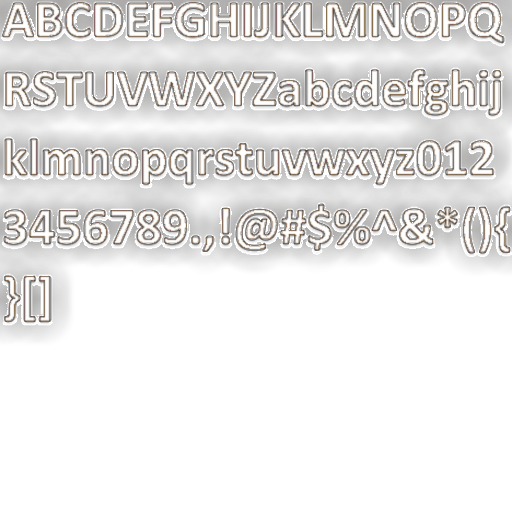 ABCDEFGHIJKLMNOPQ
RSTUVWXYZabcdefghij
klmnopqrstuvwxyz012
3456789.,!@#$%^&*(){
}[]